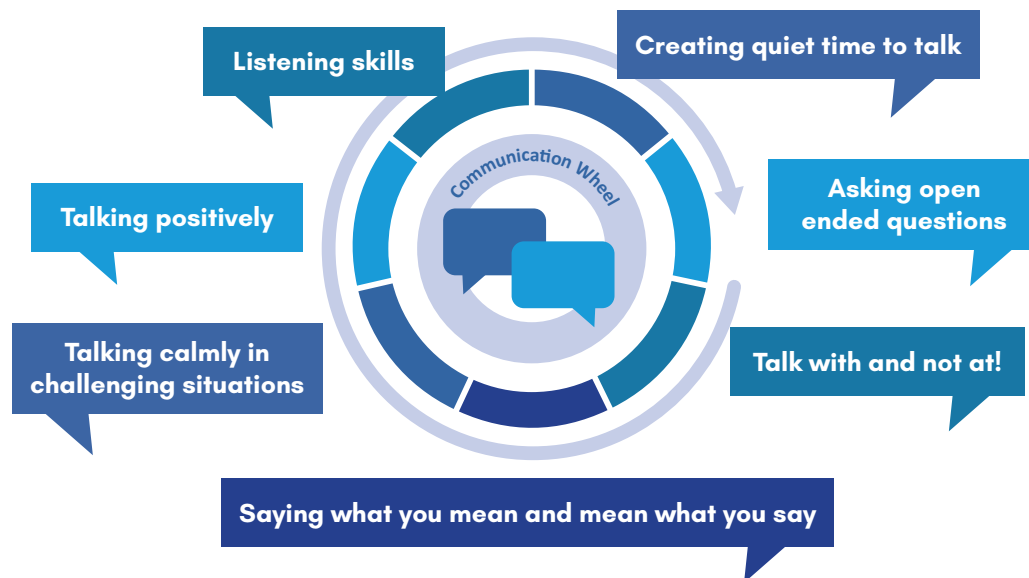 Listening skills
Creating quiet time to talk
Communication Wheel
Talking positively
Asking open
ended questions
Talking calmly in
challenging situations
Talk with and not at!
Saying what you mean and mean what you say